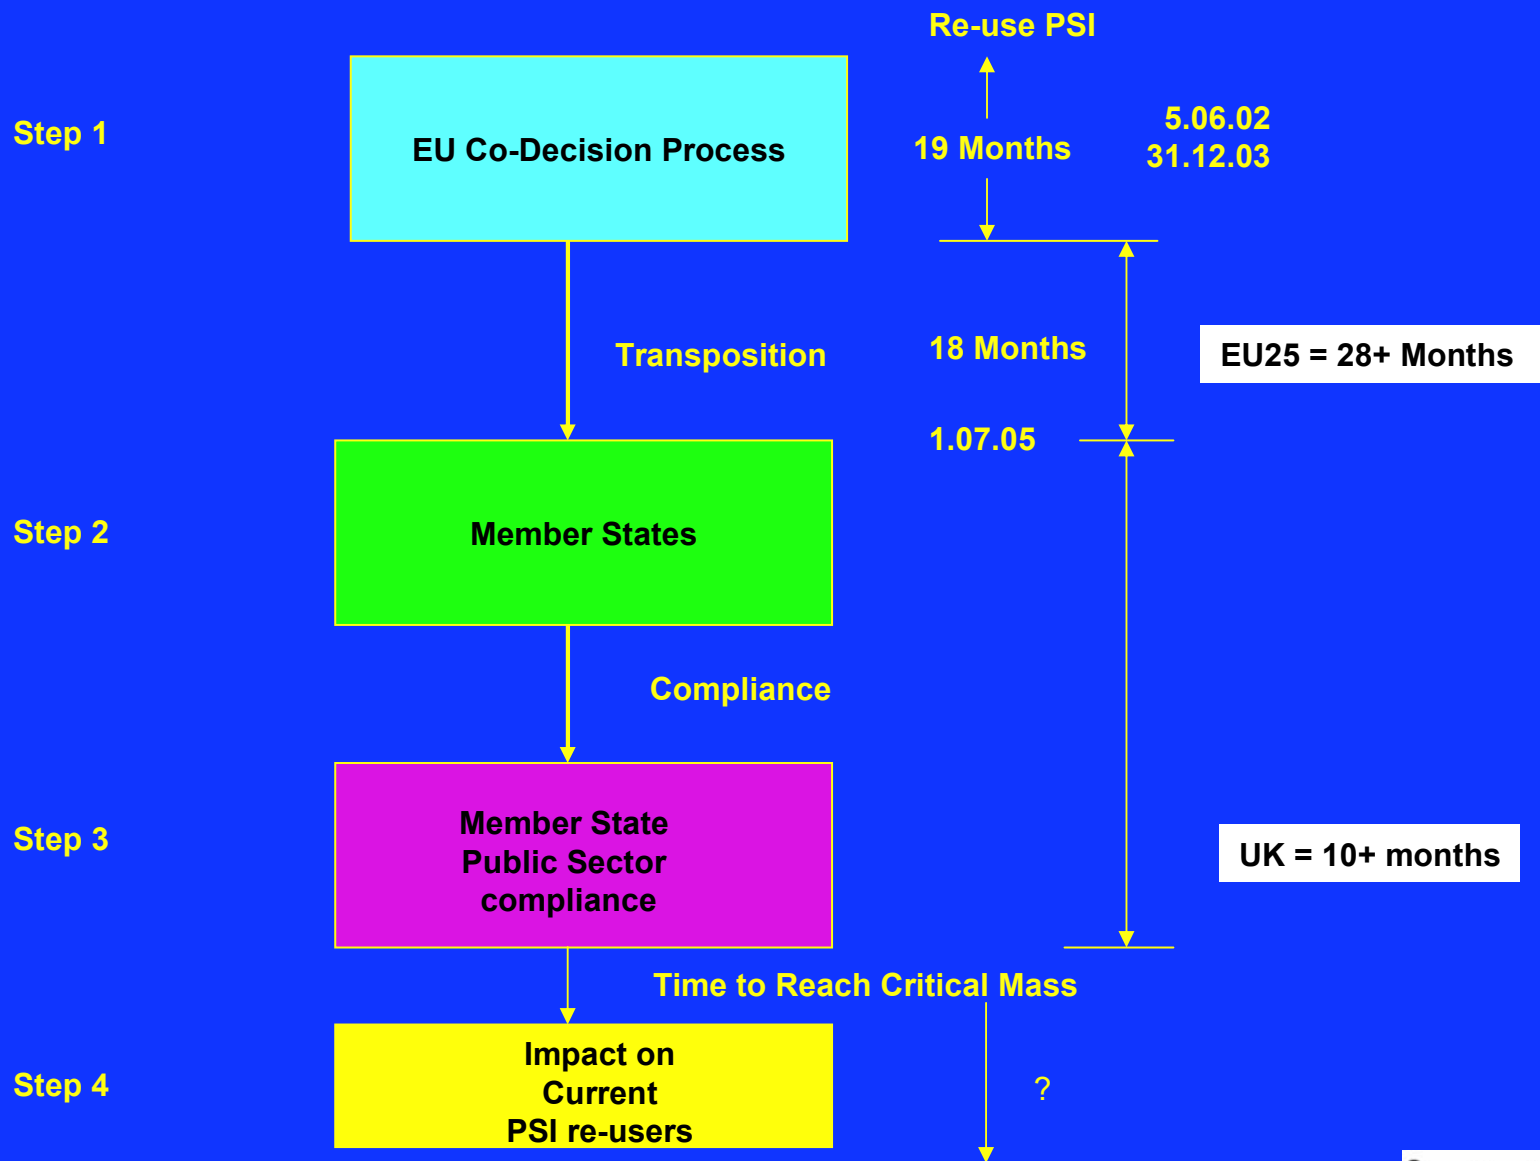 Re-use PSI
Step 1
EU Co-Decision Process
19 Months
5.06.02
31.12.03
Transposition
18 Months
EU25 = 28+ Months
1.07.05
Step 2
Member States
Compliance
Step 3
Member State
Public Sector
compliance
UK = 10+ months
Time to Reach Critical Mass
Step 4
Impact on
Current
PSI re-users
?